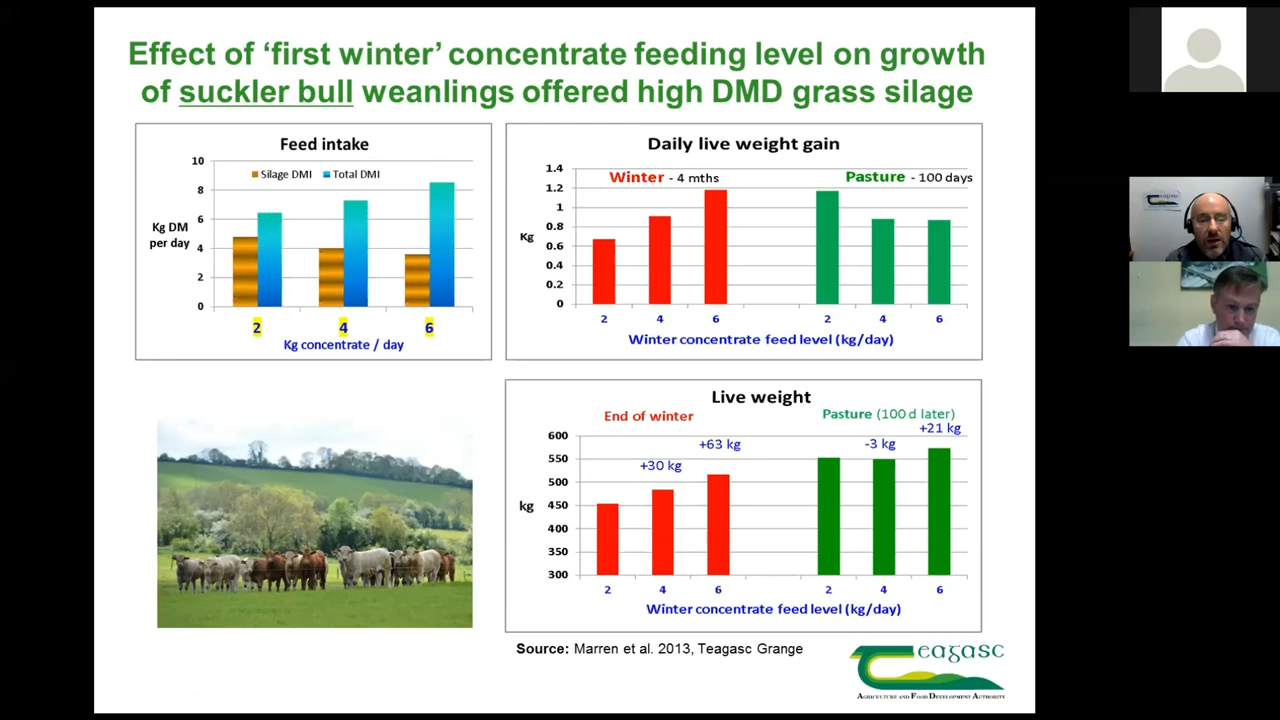 Effect of ‘first winter’ concentrate feeding level on growth
of suckler bull weanlings offered high DMD grass silage
Feed intake
10
8
6
4
2
0
Silage DMI
Total DMI
Kg DM
per day
2 4 6
Kg concentrate / day
Daily live weight gain
1.4
1.2
1
0.8
0.6
0.4
0.2
0
Winter - 4 mths
Pasture - 100 days
Kg
2 4 6 2 4 6
Winter concentrate feed level (kg/day)
Live weight
End of winter
Pasture (100 d later)
600
550
500
450
400
350
300
+30 kg
+63 kg
-3 kg
+21 kg
kg
2 4 6 2 4 6
Winter concentrate feed level (kg/day)
Source: Marren et al. 2013, Teagasc Grange
eagasc
AGRICULTURE AND FOOD DEVELOPMENT AUTHORITY